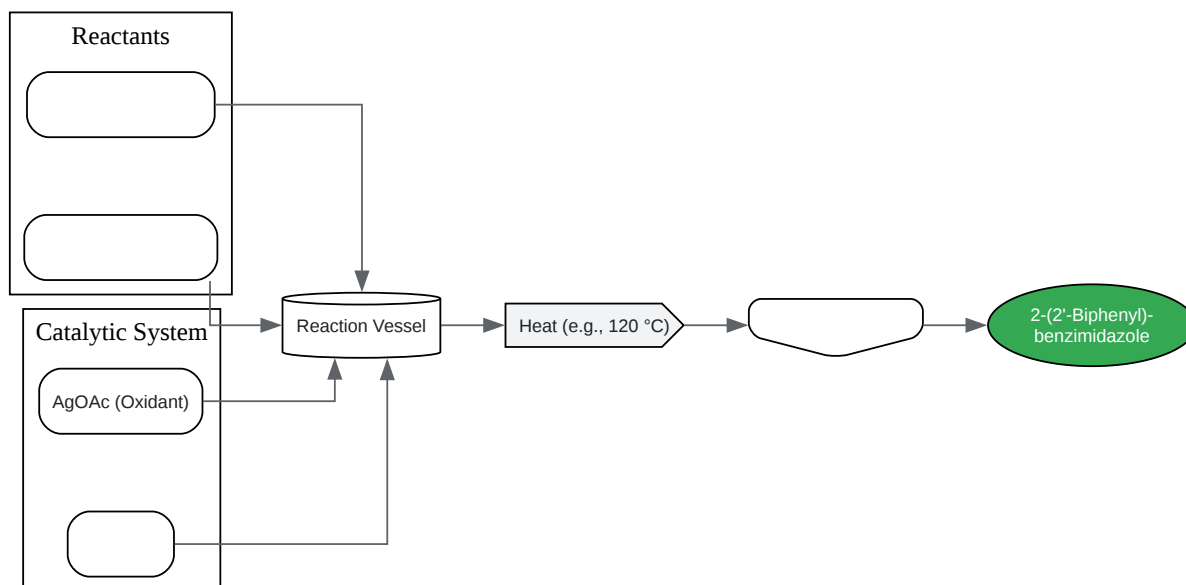 Reactants
Catalytic System
AgOAc (Oxidant)
Reaction Vessel
Heat (e.g., 120 °C)
2-(2'-Biphenyl)-
benzimidazole